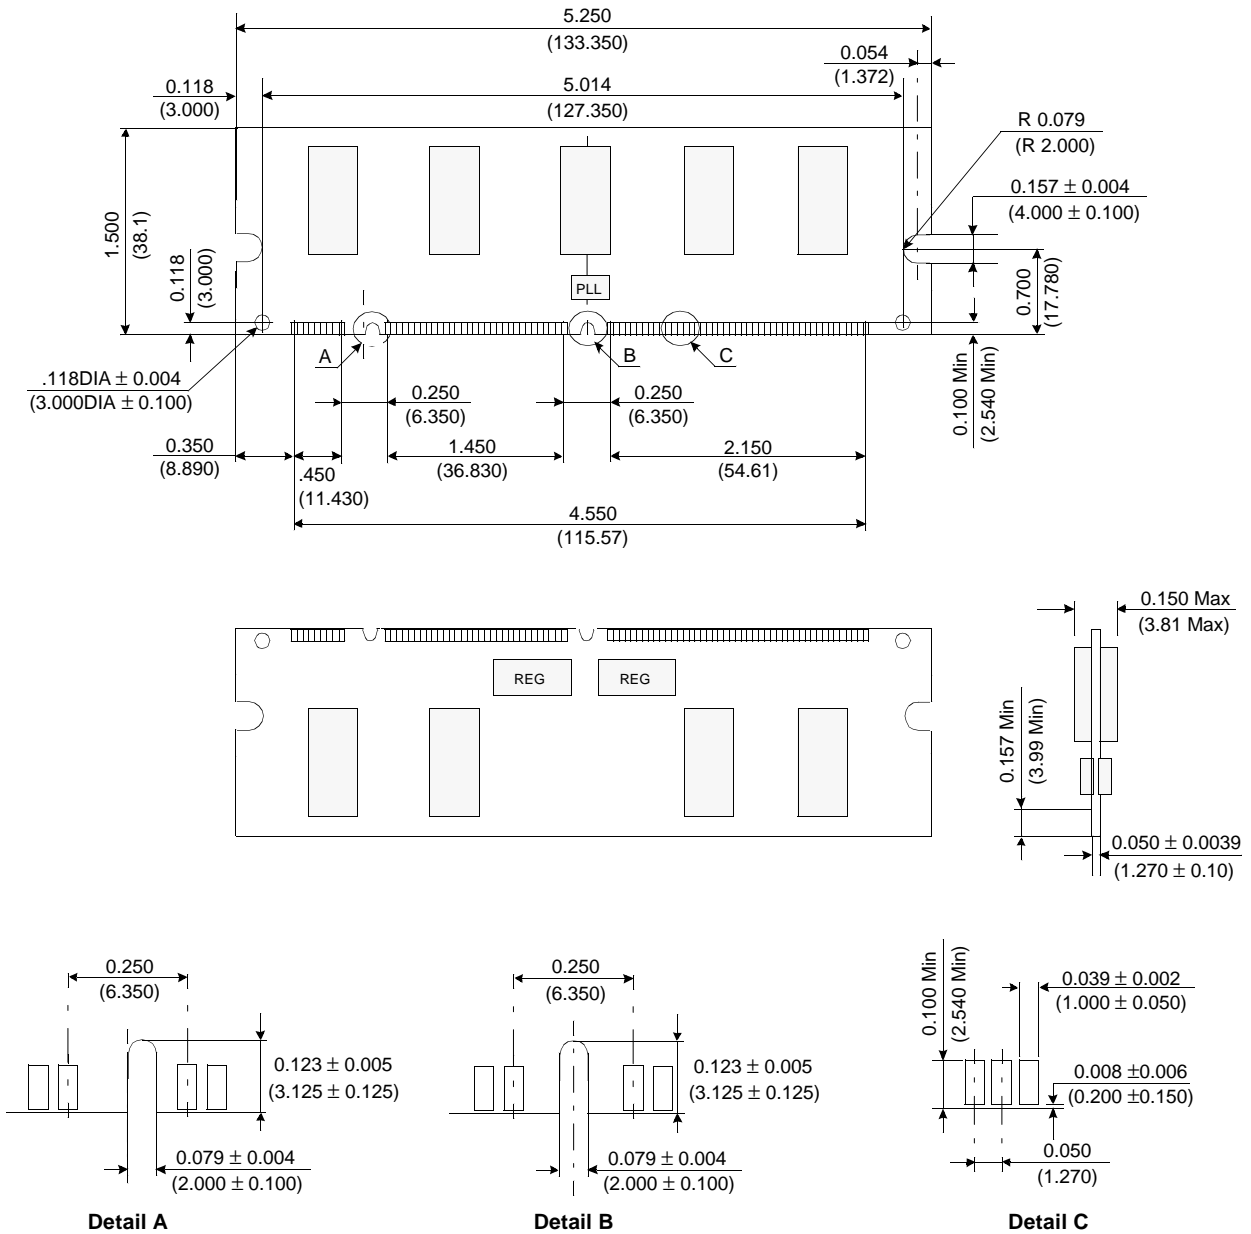 5.250
(133.350)
0.054
(1.372)
0.118
(3.000)
5.014
(127.350)
R 0.079
(R 2.000)
0.157 ± 0.004
(4.000 ± 0.100)
1.500
(38.1)
0.118
(3.000)
0.700
(17.780)
PLL
A
B
C
.118DIA ± 0.004
(3.000DIA ± 0.100)
0.250
(6.350)
0.250
(6.350)
0.100 Min
(2.540 Min)
0.350
(8.890)
.450
(11.430)
1.450
(36.830)
2.150
(54.61)
4.550
(115.57)
0.150 Max
(3.81 Max)
REG
REG
0.157 Min
(3.99 Min)
0.050 ± 0.0039
(1.270 ± 0.10)
0.250
(6.350)
0.123 ± 0.005
(3.125 ± 0.125)
0.079 ± 0.004
(2.000 ± 0.100)
Detail A
0.250
(6.350)
0.123 ± 0.005
(3.125 ± 0.125)
0.079 ± 0.004
(2.000 ± 0.100)
Detail B
0.100 Min
(2.540 Min)
0.039 ± 0.002
(1.000 ± 0.050)
0.008 ±0.006
(0.200 ±0.150)
0.050
(1.270)
Detail C